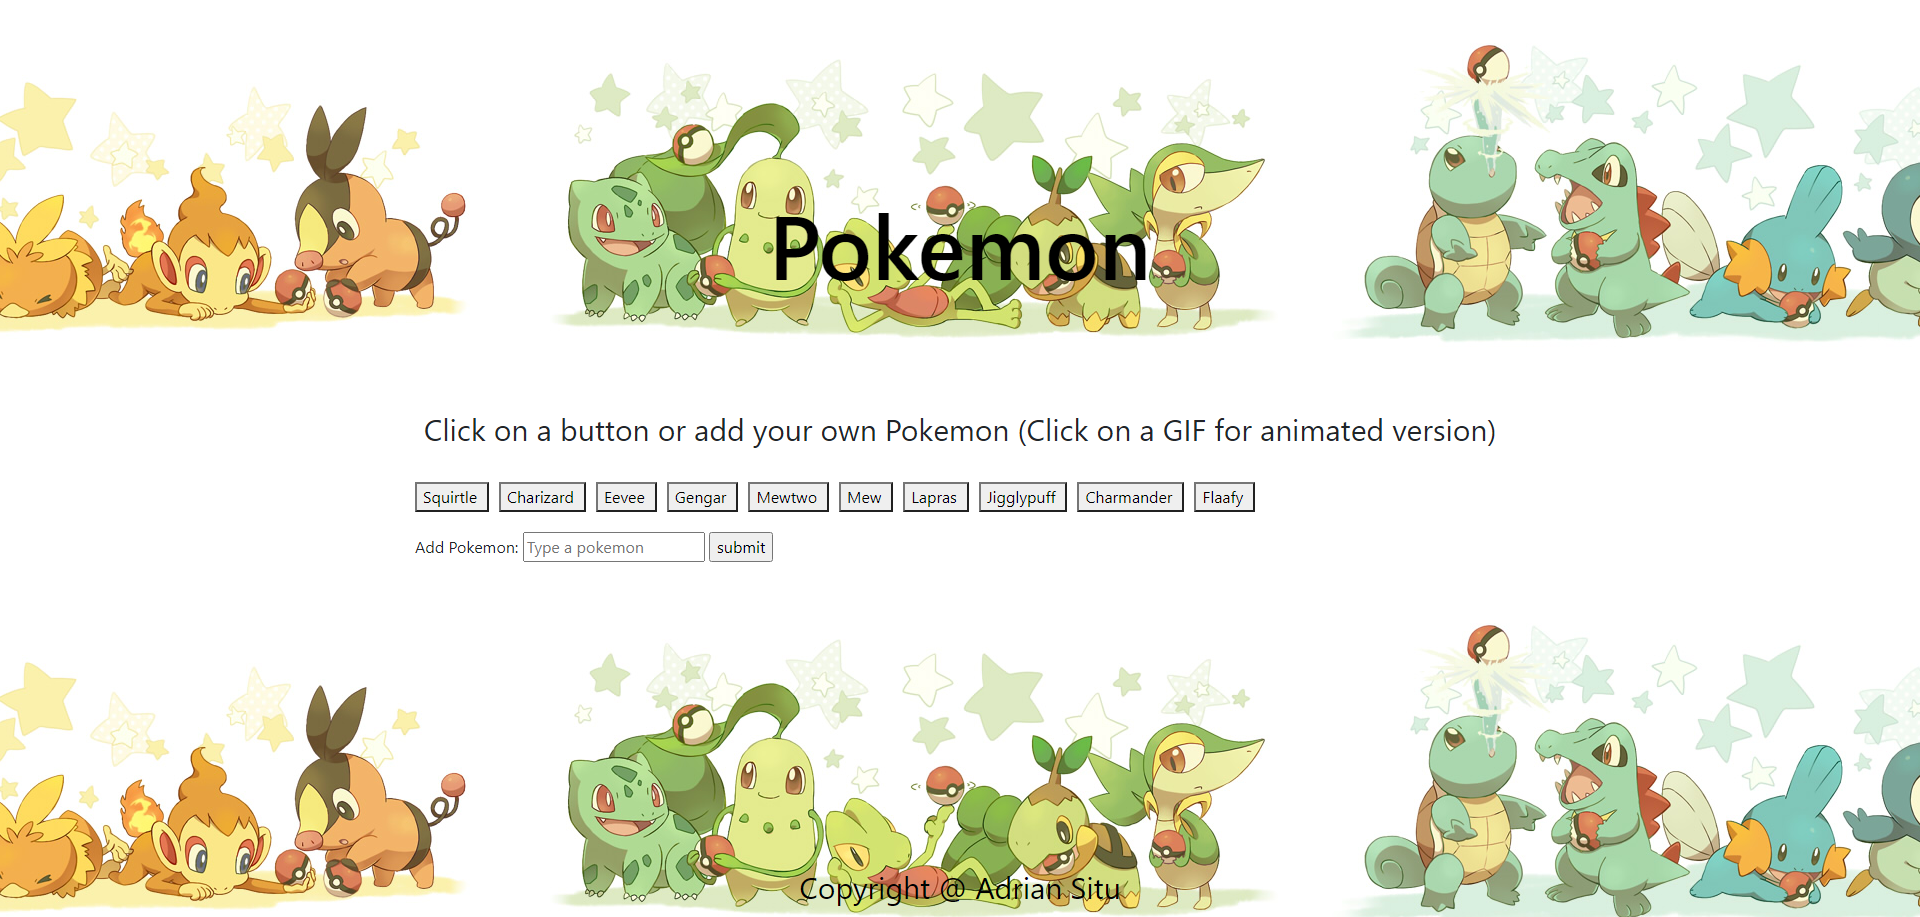 Pokemon
Click on a button or add your own Pokemon (Click on a GIF for animated version)
Squirtle Charizard Eevee Gengar Mewtwo Mew Lapras Jigglypuff Charmander Flaafy
Add Pokemon: Type a pokemon submit
Copyright @ Adrian Situ